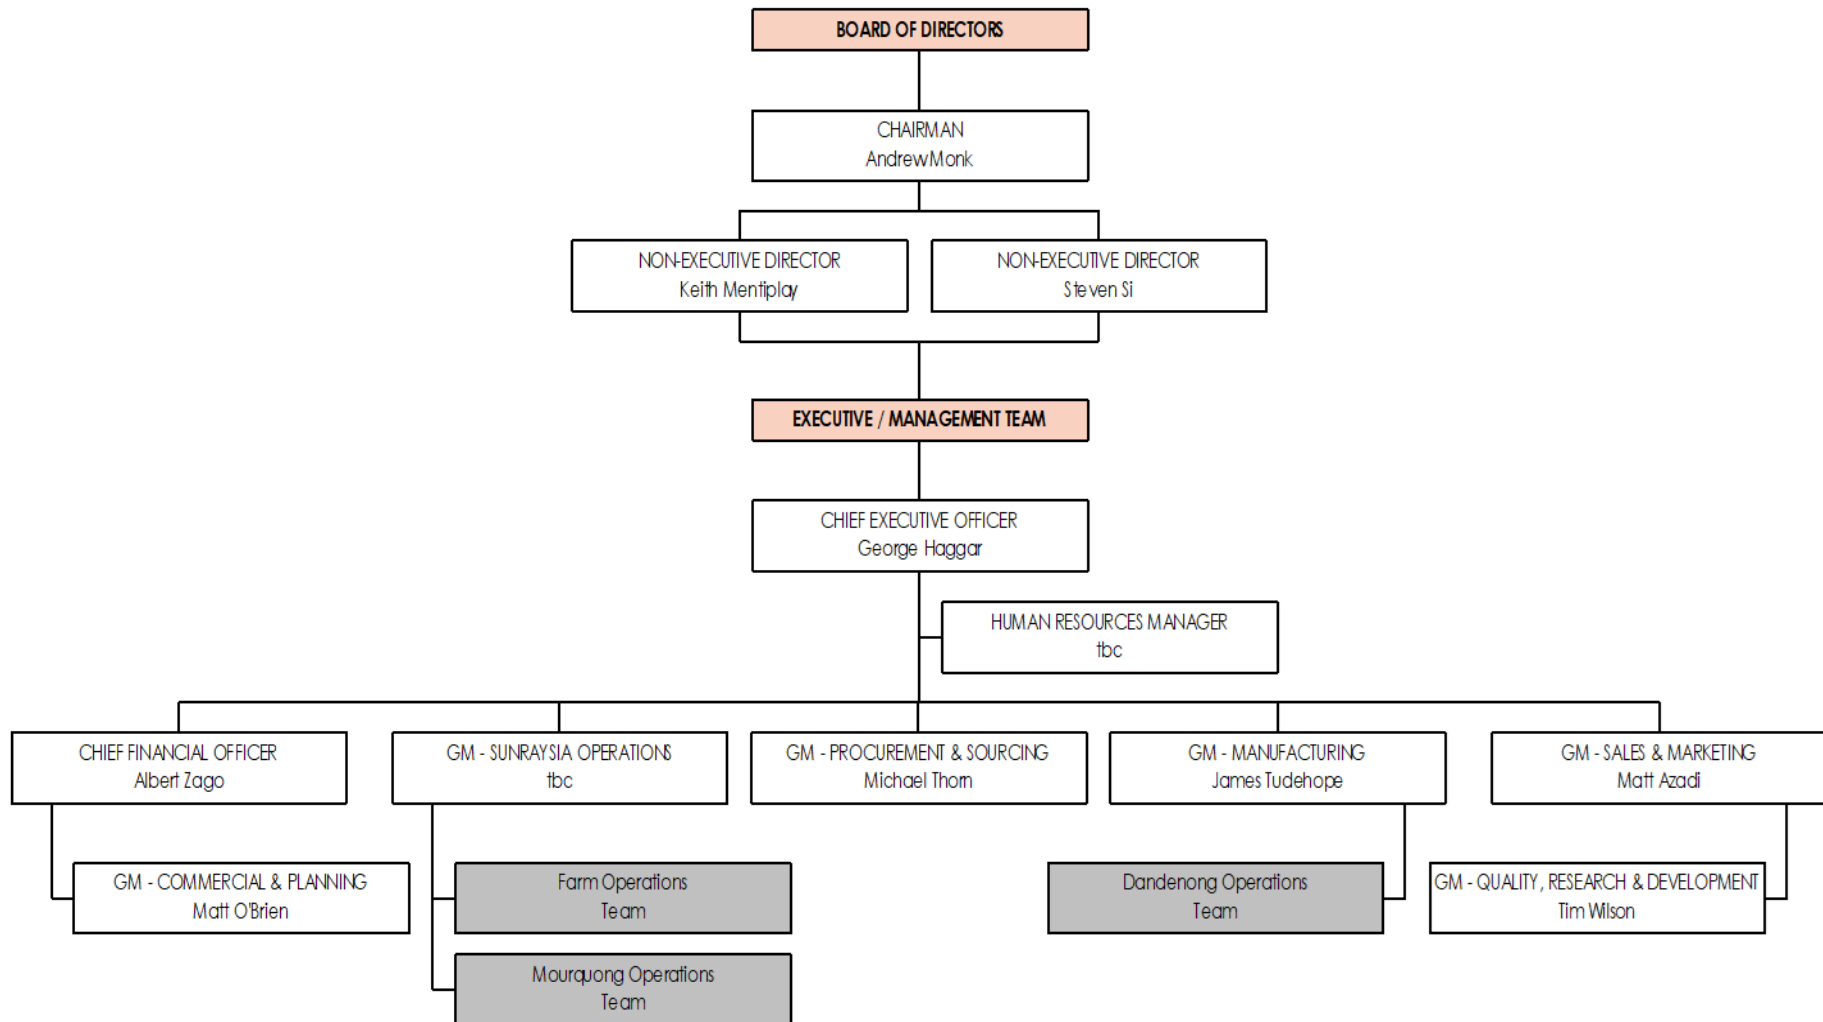 BOARD OF DIRECTORS
CHAIRMAN
Andrew Monk
NON-EXECUTIVE DIRECTOR
Keith Mentiplay
NON-EXECUTIVE DIRECTOR
Steven Si
EXECUTIVE / MANAGEMENT TEAM
CHIEF EXECUTIVE OFFICER
George Haggar
HUMAN RESOURCES MANAGER
tbc
CHIEF FINANCIAL OFFICER
Albert Zago
GM - SUNRAYSIA OPERATIONS
tbc
GM - PROCUREMENT & SOURCING
Michael Thorn
GM - MANUFACTURING
James Tudehope
GM - SALES & MARKETING
Matt Azadi
GM - COMMERCIAL & PLANNING
Matt O'Brien
Farm Operations
Team
Dandenong Operations
Team
GM - QUALITY, RESEARCH & DEVELOPMENT
Tim Wilson
Mourquong Operations
Team